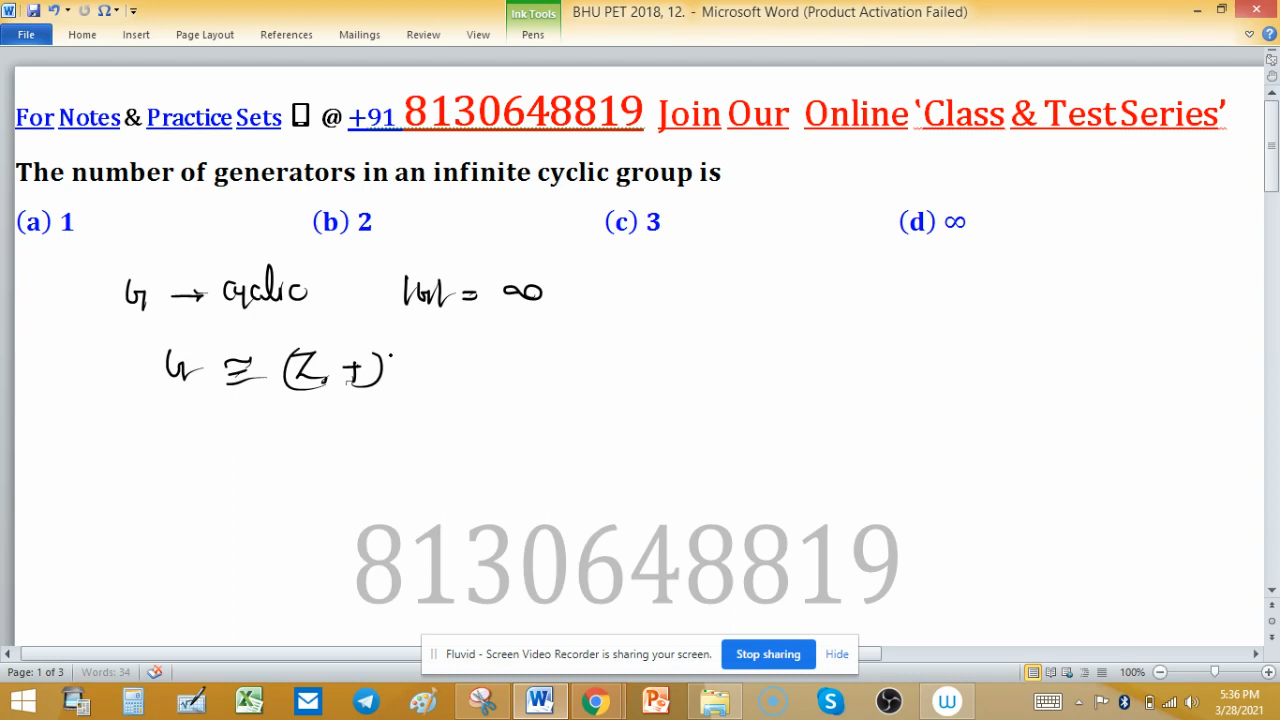 Ink Tools
BHU PET 2018, 12. - Microsoft Word (Product Activation Failed)
File Home Insert Page Layout References Mailings Review View Pens
For Notes & Practice Sets @ +91 8130648819 Join Our Online ‘Class & Test Series’
The number of generators in an infinite cyclic group is
(a) 1 (b) 2 (c) 3 (d) ∞
G → cyclic |G| = ∞
G ≅ (Z, +)
8130648819
Fluvid - Screen Video Recorder is sharing your screen. Stop sharing Hide
Page: 1 of 3 Words: 34 100%
5:36 PM
3/28/2021